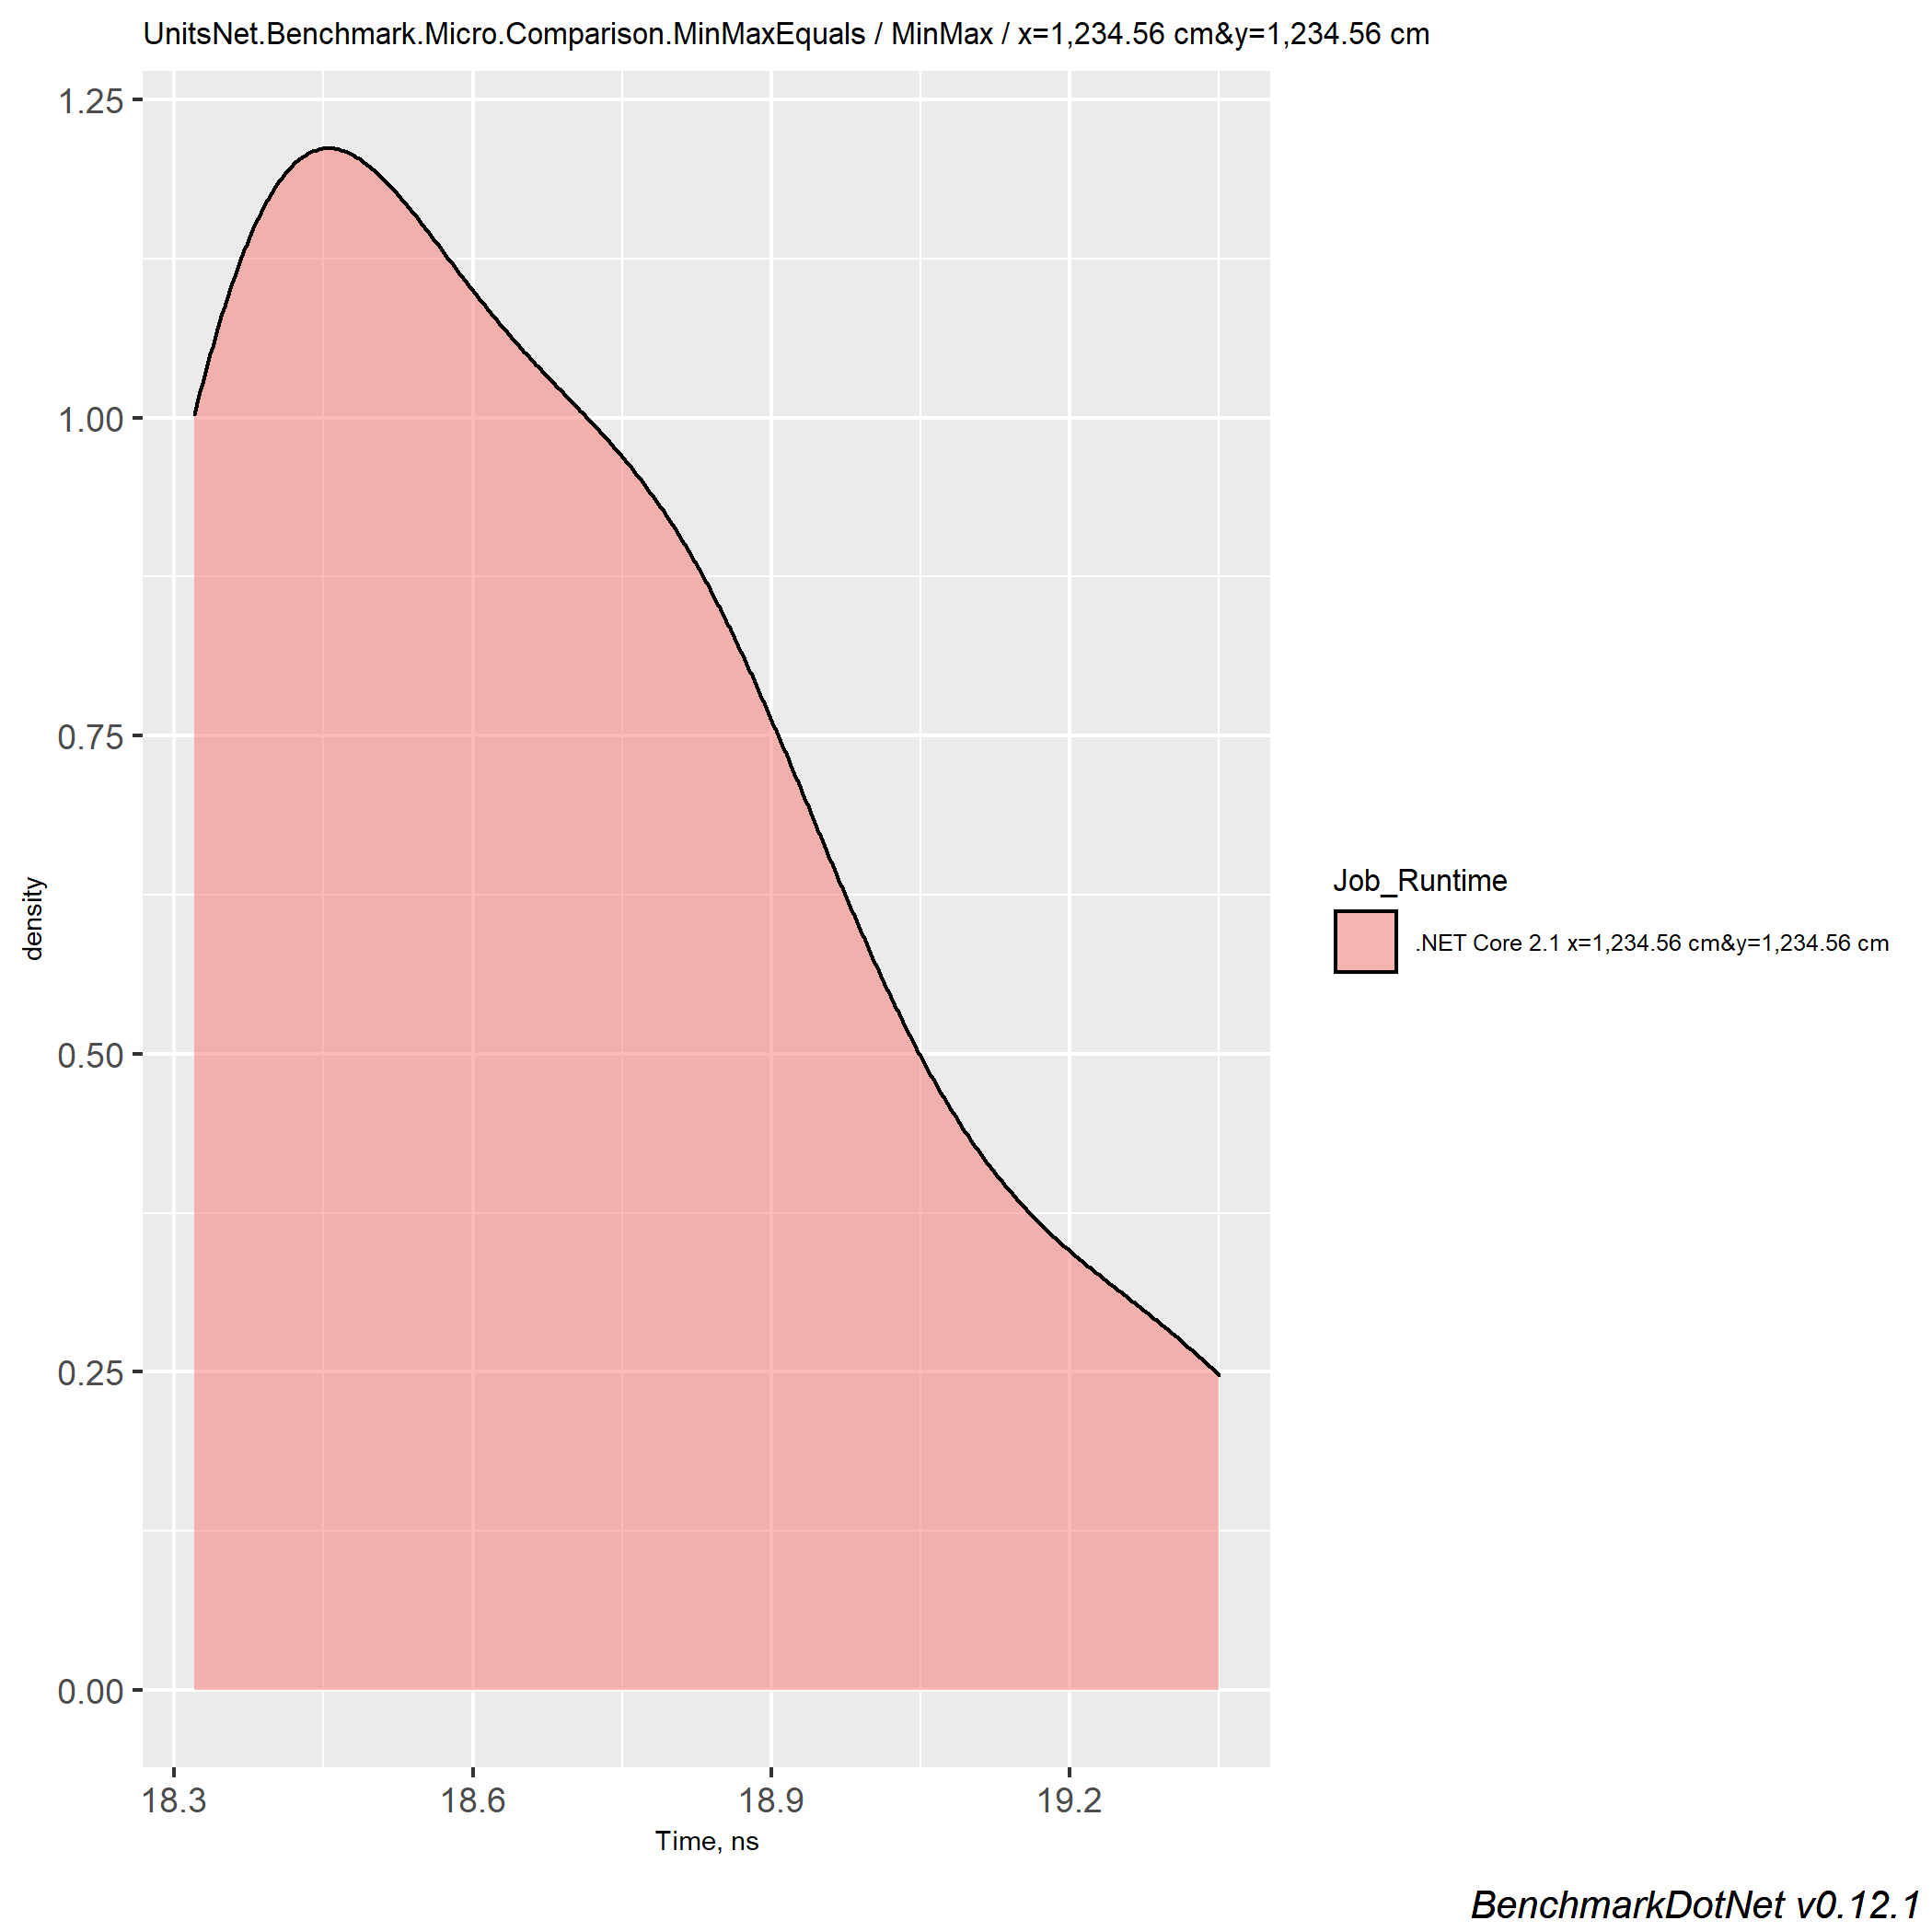 UnitsNet.Benchmark.Micro.Comparison.MinMaxEquals / MinMax / x=1,234.56 cm&y=1,234.56 cm
1.25
1.00
0.75
0.50
0.25
0.00
density
18.3 18.6 18.9 19.2
Time, ns
Job_Runtime
.NET Core 2.1 x=1,234.56 cm&y=1,234.56 cm
BenchmarkDotNet v0.12.1